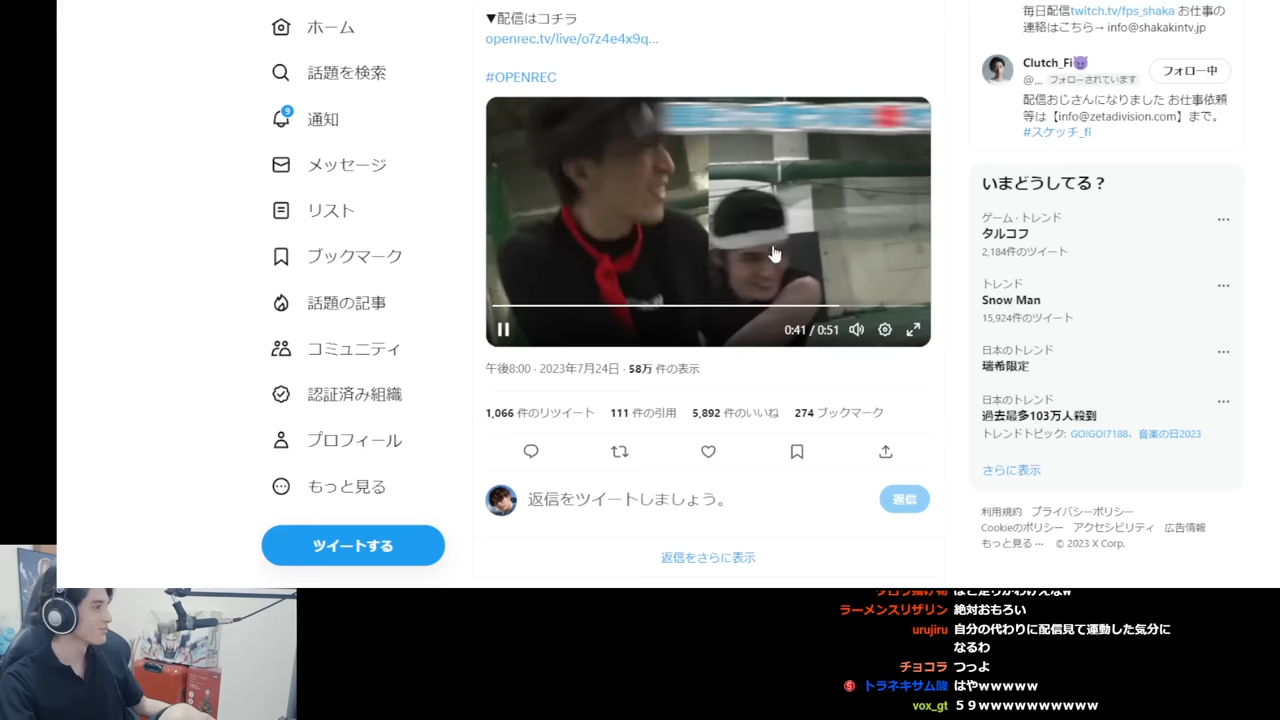 ホーム
話題を検索
9
通知
メッセージ
リスト
ブックマーク
話題の記事
コミュニティ
認証済み組織
プロフィール
もっと見る
ツイートする
▼配信はコチラ
openrec.tv/live/o7z4e4x9q...
#OPENREC
0:41 / 0:51
午後8:00 · 2023年7月24日 · 58万 件の表示
1,066 件のリツイート 111 件の引用 5,892 件のいいね 274 ブックマーク
返信をツイートしましょう。
返信
返信をさらに表示
毎日配信twitch.tv/fps_shaka お仕事の
連絡はこちら→ info@shakakintv.jp
Clutch_Fi😈
@... フォローされています
フォロー中
配信おじさんになりました お仕事依頼
等は【info@zetadivision.com】まで。
#スケッチ_fi
いまどうしてる？
ゲーム · トレンド
タルコフ
2,184件のツイート
トレンド
Snow Man
15,924件のツイート
日本のトレンド
瑞希限定
日本のトレンド
過去最多103万人殺到
トレンドトピック: GO!GO!7188、音楽の日2023
さらに表示
利用規約 プライバシーポリシー
Cookieのポリシー アクセシビリティ 広告情報
もっと見る ··· © 2023 X Corp.
ラーメンスリザリン 絶対おもろい
urujiru 自分の代わりに配信見て運動した気分に
なるわ
チョコラ つっよ
トラネキサム酸 はやｗｗｗｗｗ
vox_gt ５９ｗｗｗｗｗｗｗｗｗｗ